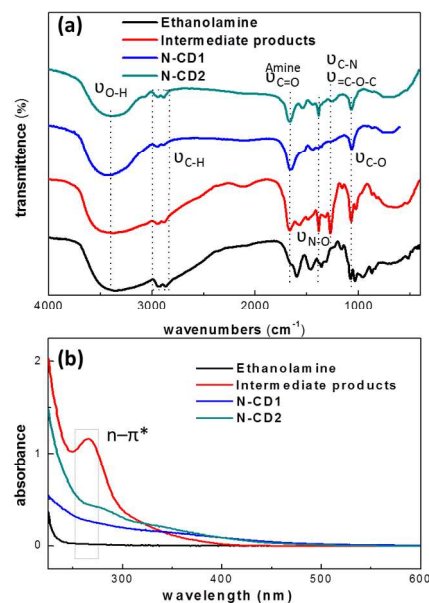 (a)
Ethanolamine
Intermediate products
N-CD1
N-CD2
Amine
υC=O
υC-N
υ=C-O-C
υO-H
υC-H
υC-O
υN-O
transmittence (%)
4000 3000 2000 1000
wavenumbers (cm-1)
(b)
Ethanolamine
Intermediate products
N-CD1
N-CD2
n–π*
absorbance
2
1
0
300 400 500 600
wavelength (nm)